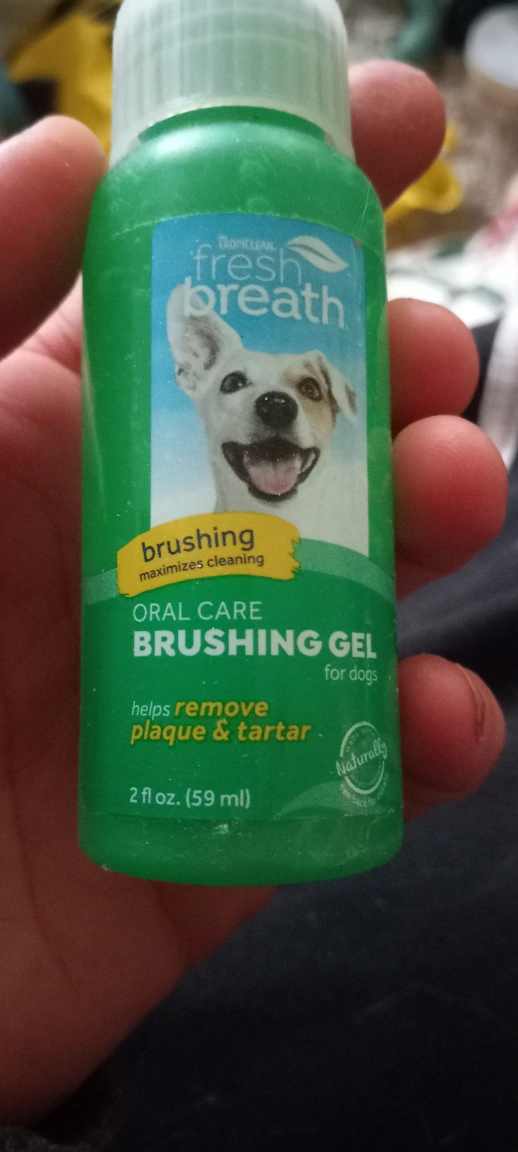 TROPICLEAN
fresh
breath
brushing
maximizes cleaning
ORAL CARE
BRUSHING GEL
for dogs
helps remove
plaque & tartar
Naturally
2 fl oz. (59 ml)